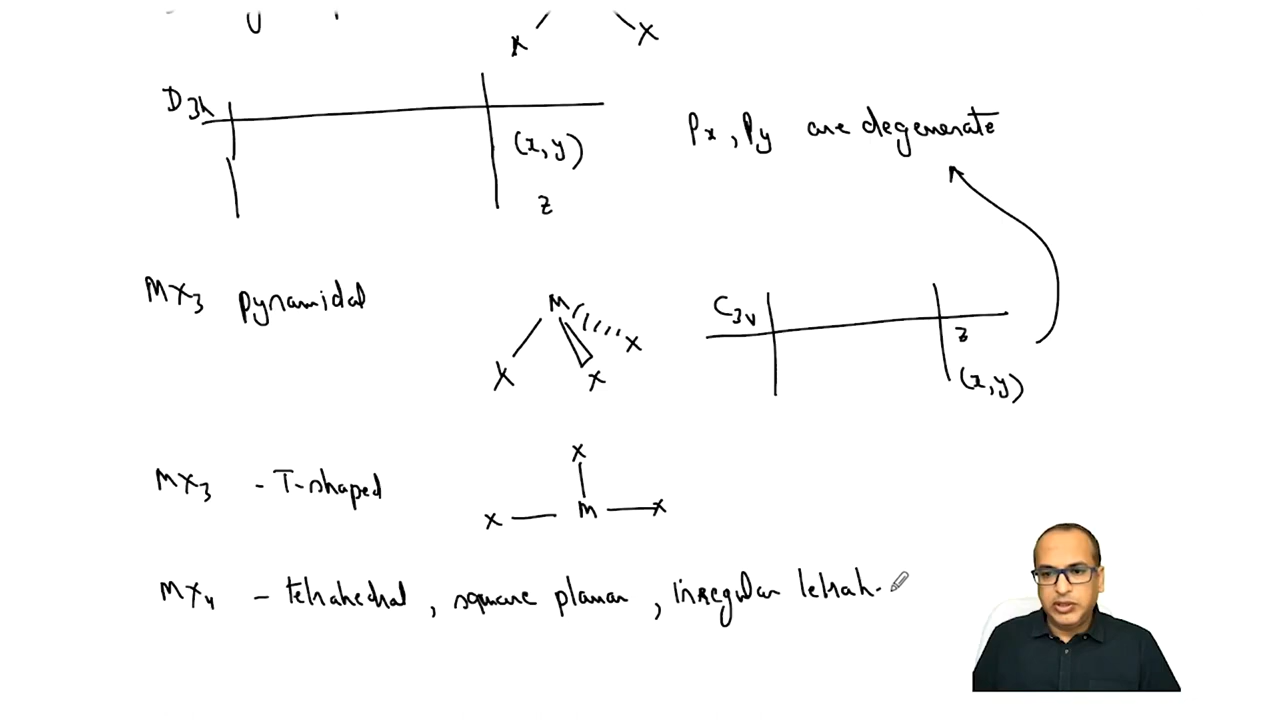 x x
D3h
(x,y)
z
Px, Py are degenerate
MX3 pyramidal
M
x
x
x
C3v
z
(x,y)
MX3 - T-shaped
x
x M x
MX4 - tetrahedral, square planar, irregular tetrah.